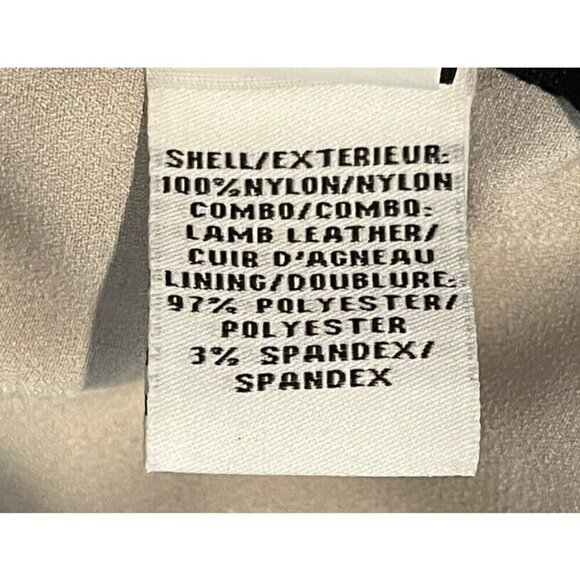 SHELL/EXTERIEUR:
100%NYLON/NYLON
COMBO/COMBO:
LAMB LEATHER/
CUIR D'AGNEAU
LINING/DOUBLURE:
97% POLYESTER/
POLYESTER
3% SPANDEX/
SPANDEX